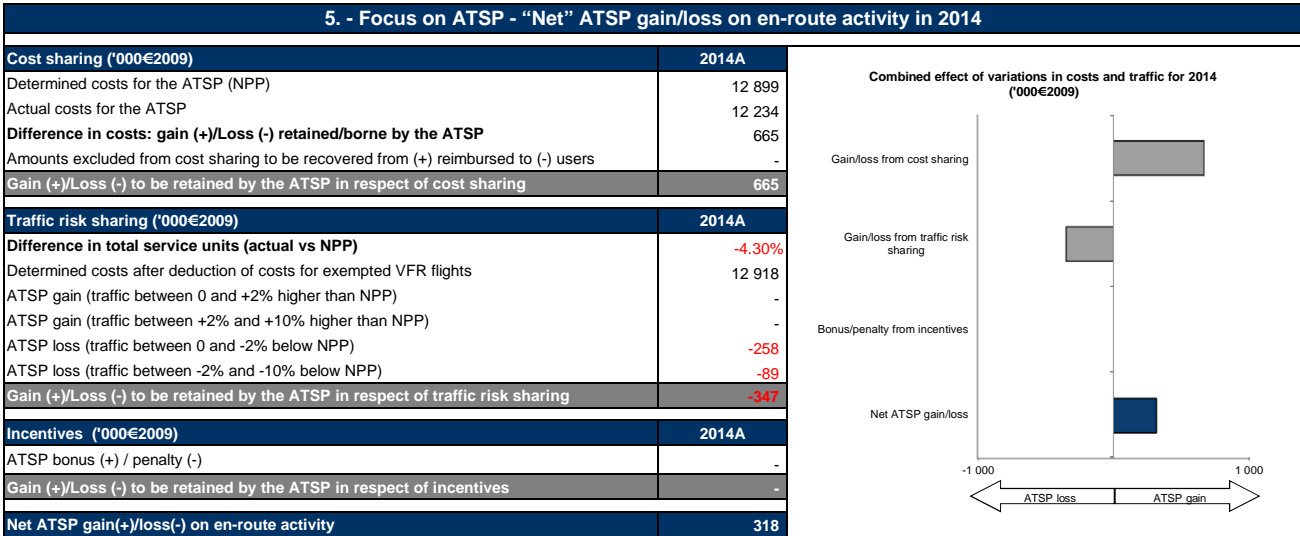 5. - Focus on ATSP - “Net” ATSP gain/loss on en-route activity in 2014
Cost sharing ('000€2009) 2014A
Determined costs for the ATSP (NPP) 12 899
Actual costs for the ATSP 12 234
Difference in costs: gain (+)/Loss (-) retained/borne by the ATSP 665
Amounts excluded from cost sharing to be recovered from (+) reimbursed to (-) users -
Gain (+)/Loss (-) to be retained by the ATSP in respect of cost sharing 665
Traffic risk sharing ('000€2009) 2014A
Difference in total service units (actual vs NPP) -4.30%
Determined costs after deduction of costs for exempted VFR flights 12 918
ATSP gain (traffic between 0 and +2% higher than NPP) -
ATSP gain (traffic between +2% and +10% higher than NPP) -
ATSP loss (traffic between 0 and -2% below NPP) -258
ATSP loss (traffic between -2% and -10% below NPP) -89
Gain (+)/Loss (-) to be retained by the ATSP in respect of traffic risk sharing -347
Incentives ('000€2009) 2014A
ATSP bonus (+) / penalty (-) -
Gain (+)/Loss (-) to be retained by the ATSP in respect of incentives -
Net ATSP gain(+)/loss(-) on en-route activity 318
Combined effect of variations in costs and traffic for 2014
('000€2009)
Gain/loss from cost sharing
Gain/loss from traffic risk
sharing
Bonus/penalty from incentives
Net ATSP gain/loss
-1 000 1 000
ATSP loss ATSP gain